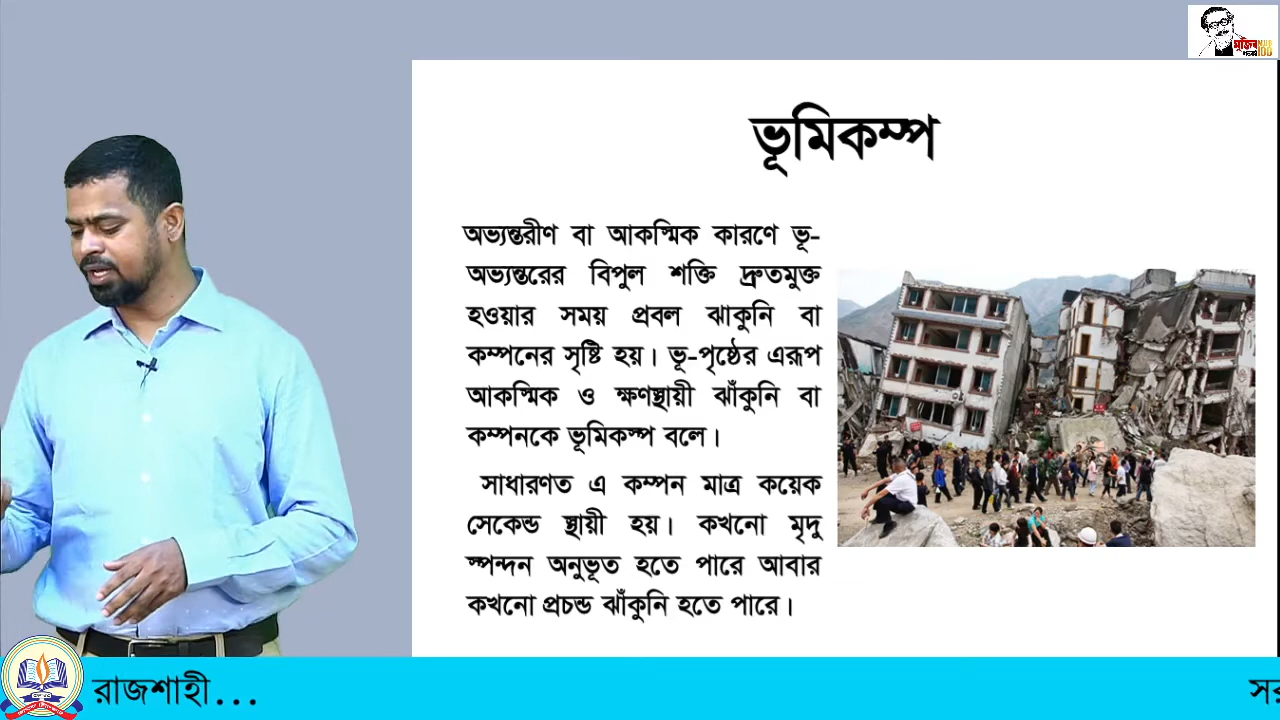 ভূমিকম্প
অভ্যন্তরীণ বা আকস্মিক কারণে ভূ-
অভ্যন্তরের বিপুল শক্তি দ্রুতমুক্ত
হওয়ার সময় প্রবল ঝাকুনি বা
কম্পনের সৃষ্টি হয়। ভূ-পৃষ্ঠের এরূপ
আকস্মিক ও ক্ষণস্থায়ী ঝাঁকুনি বা
কম্পনকে ভূমিকম্প বলে।
সাধারণত এ কম্পন মাত্র কয়েক
সেকেন্ড স্থায়ী হয়। কখনো মৃদু
স্পন্দন অনুভূত হতে পারে আবার
কখনো প্রচন্ড ঝাঁকুনি হতে পারে।
রাজশাহী...